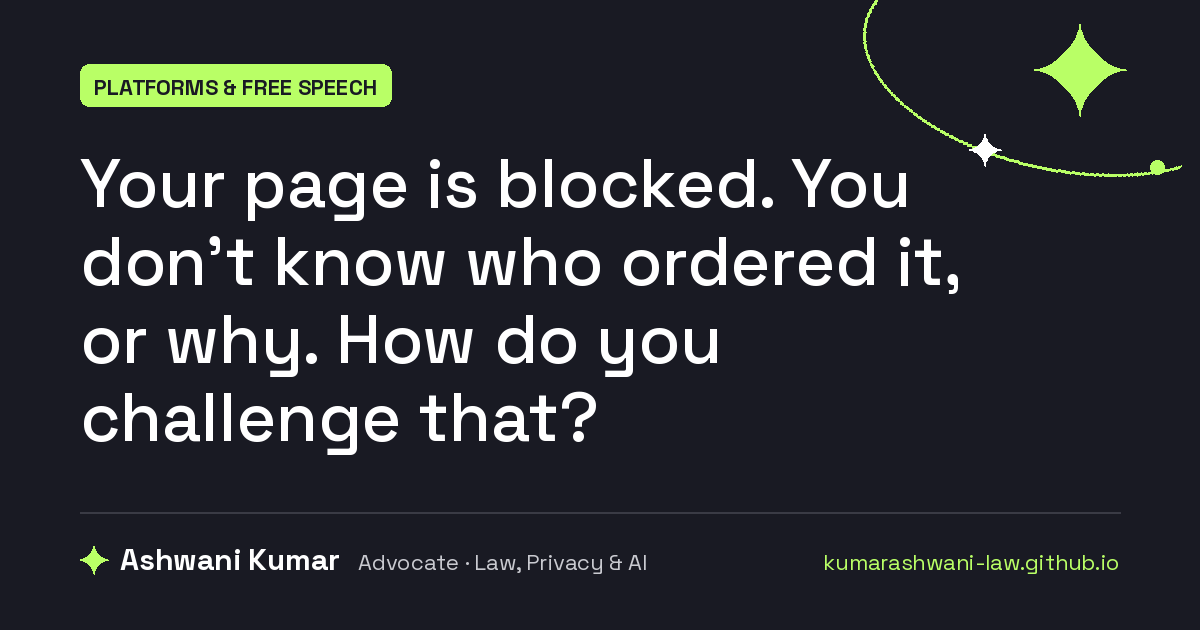 PLATFORMS & FREE SPEECH
Your page is blocked. You
don’t know who ordered it,
or why. How do you
challenge that?
Ashwani Kumar Advocate · Law, Privacy & AI kumarashwani-law.github.io